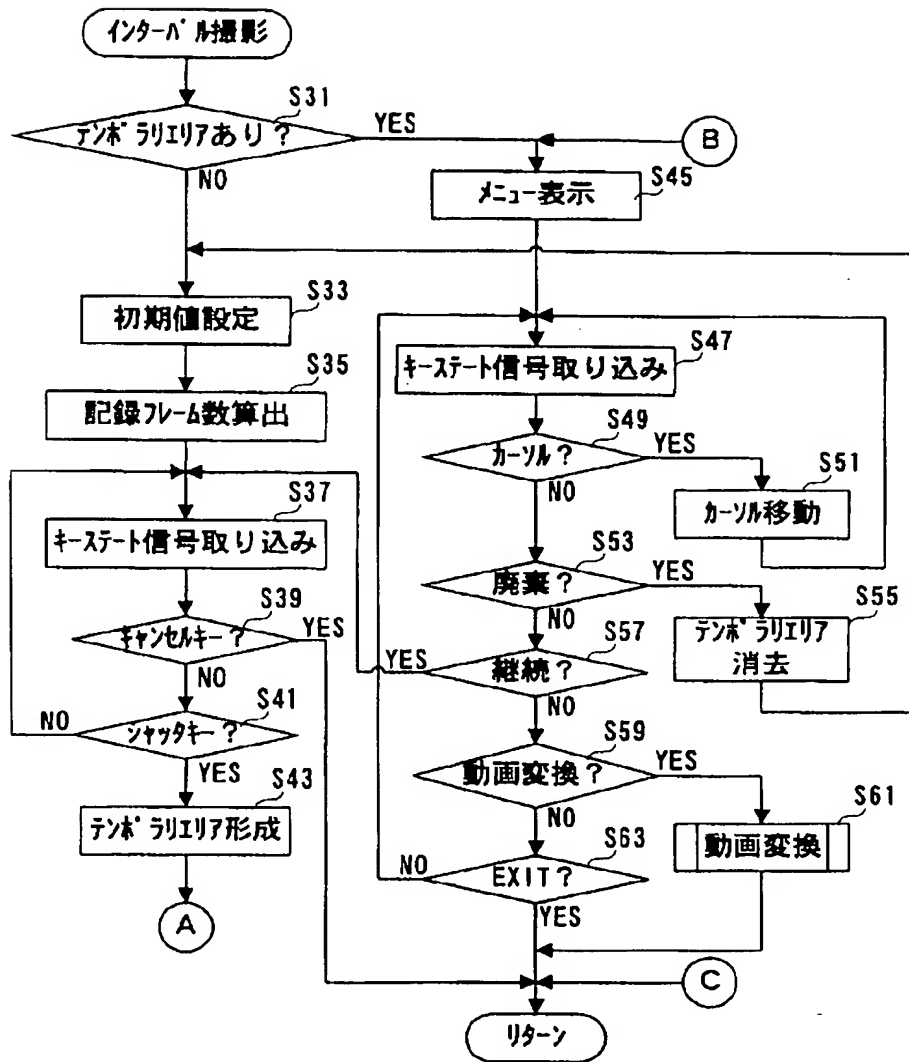 インターバル撮影
S31
テンポラリエリアあり?
YES
NO
B
S45
メニュー表示
S33
初期値設定
S35
記録フレーム数算出
S37
キーステート信号取り込み
S39
キャンセルキー?
YES
NO
S41
シャッタキー?
NO
YES
S43
テンポラリエリア形成
A
S47
キーステート信号取り込み
S49
カーソル?
YES
NO
S51
カーソル移動
S53
廃棄?
YES
NO
S55
テンポラリエリア
消去
S57
継続?
YES
NO
S59
動画変換?
YES
NO
S61
動画変換
S63
EXIT?
NO
YES
C
リターン